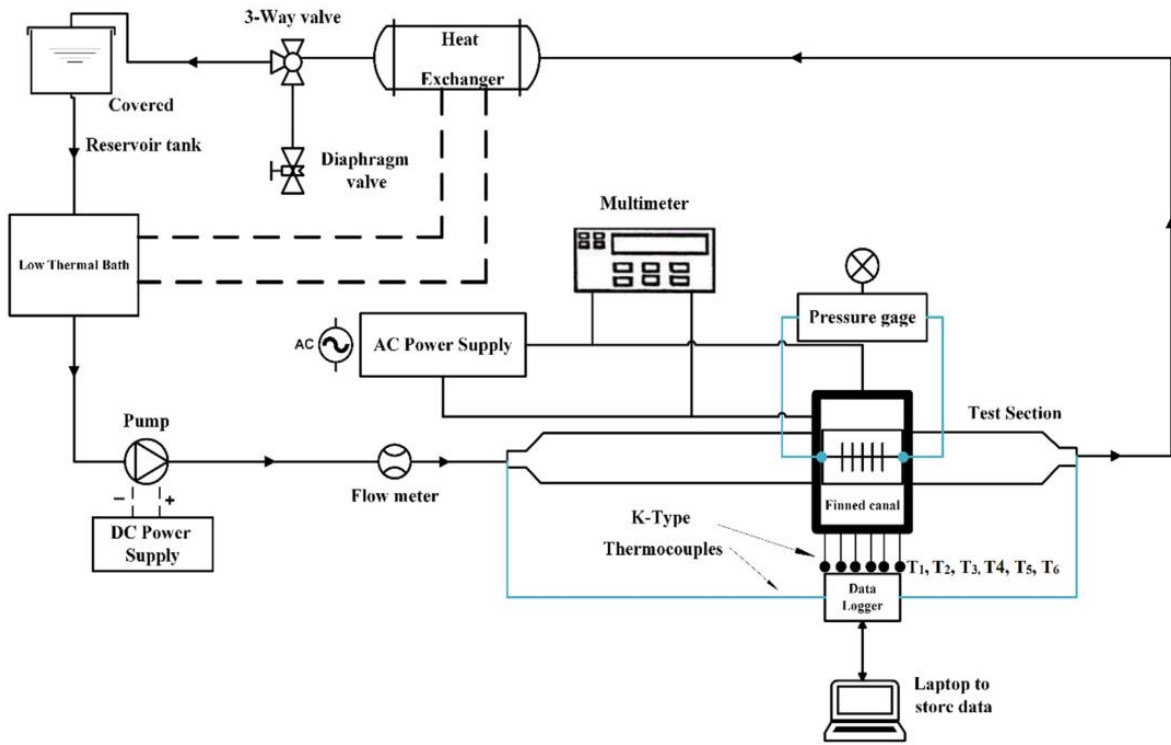 3-Way valve
Heat
Exchanger
Covered
Reservoir tank
Diaphragm
valve
Multimeter
Low Thermal Bath
Pressure gage
AC
AC Power Supply
Pump
Test Section
Flow meter
Finned canal
− +
DC Power
Supply
K-Type
Thermocouples
T₁, T₂, T₃, T4, T₅, T₆
Data
Logger
Laptop to
store data